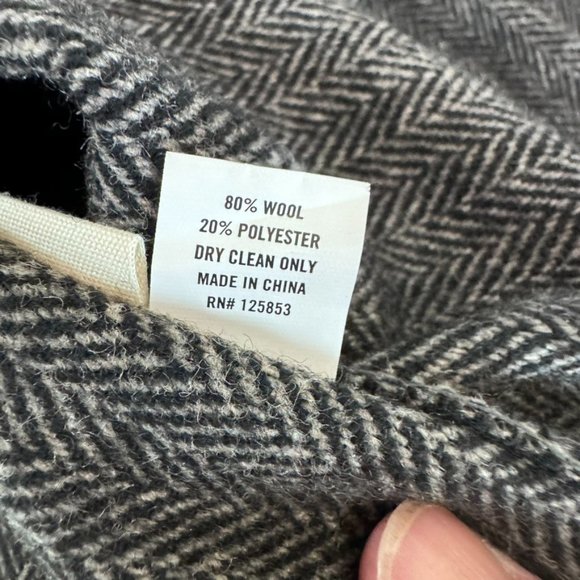 80% WOOL
20% POLYESTER
DRY CLEAN ONLY
MADE IN CHINA
RN# 125853